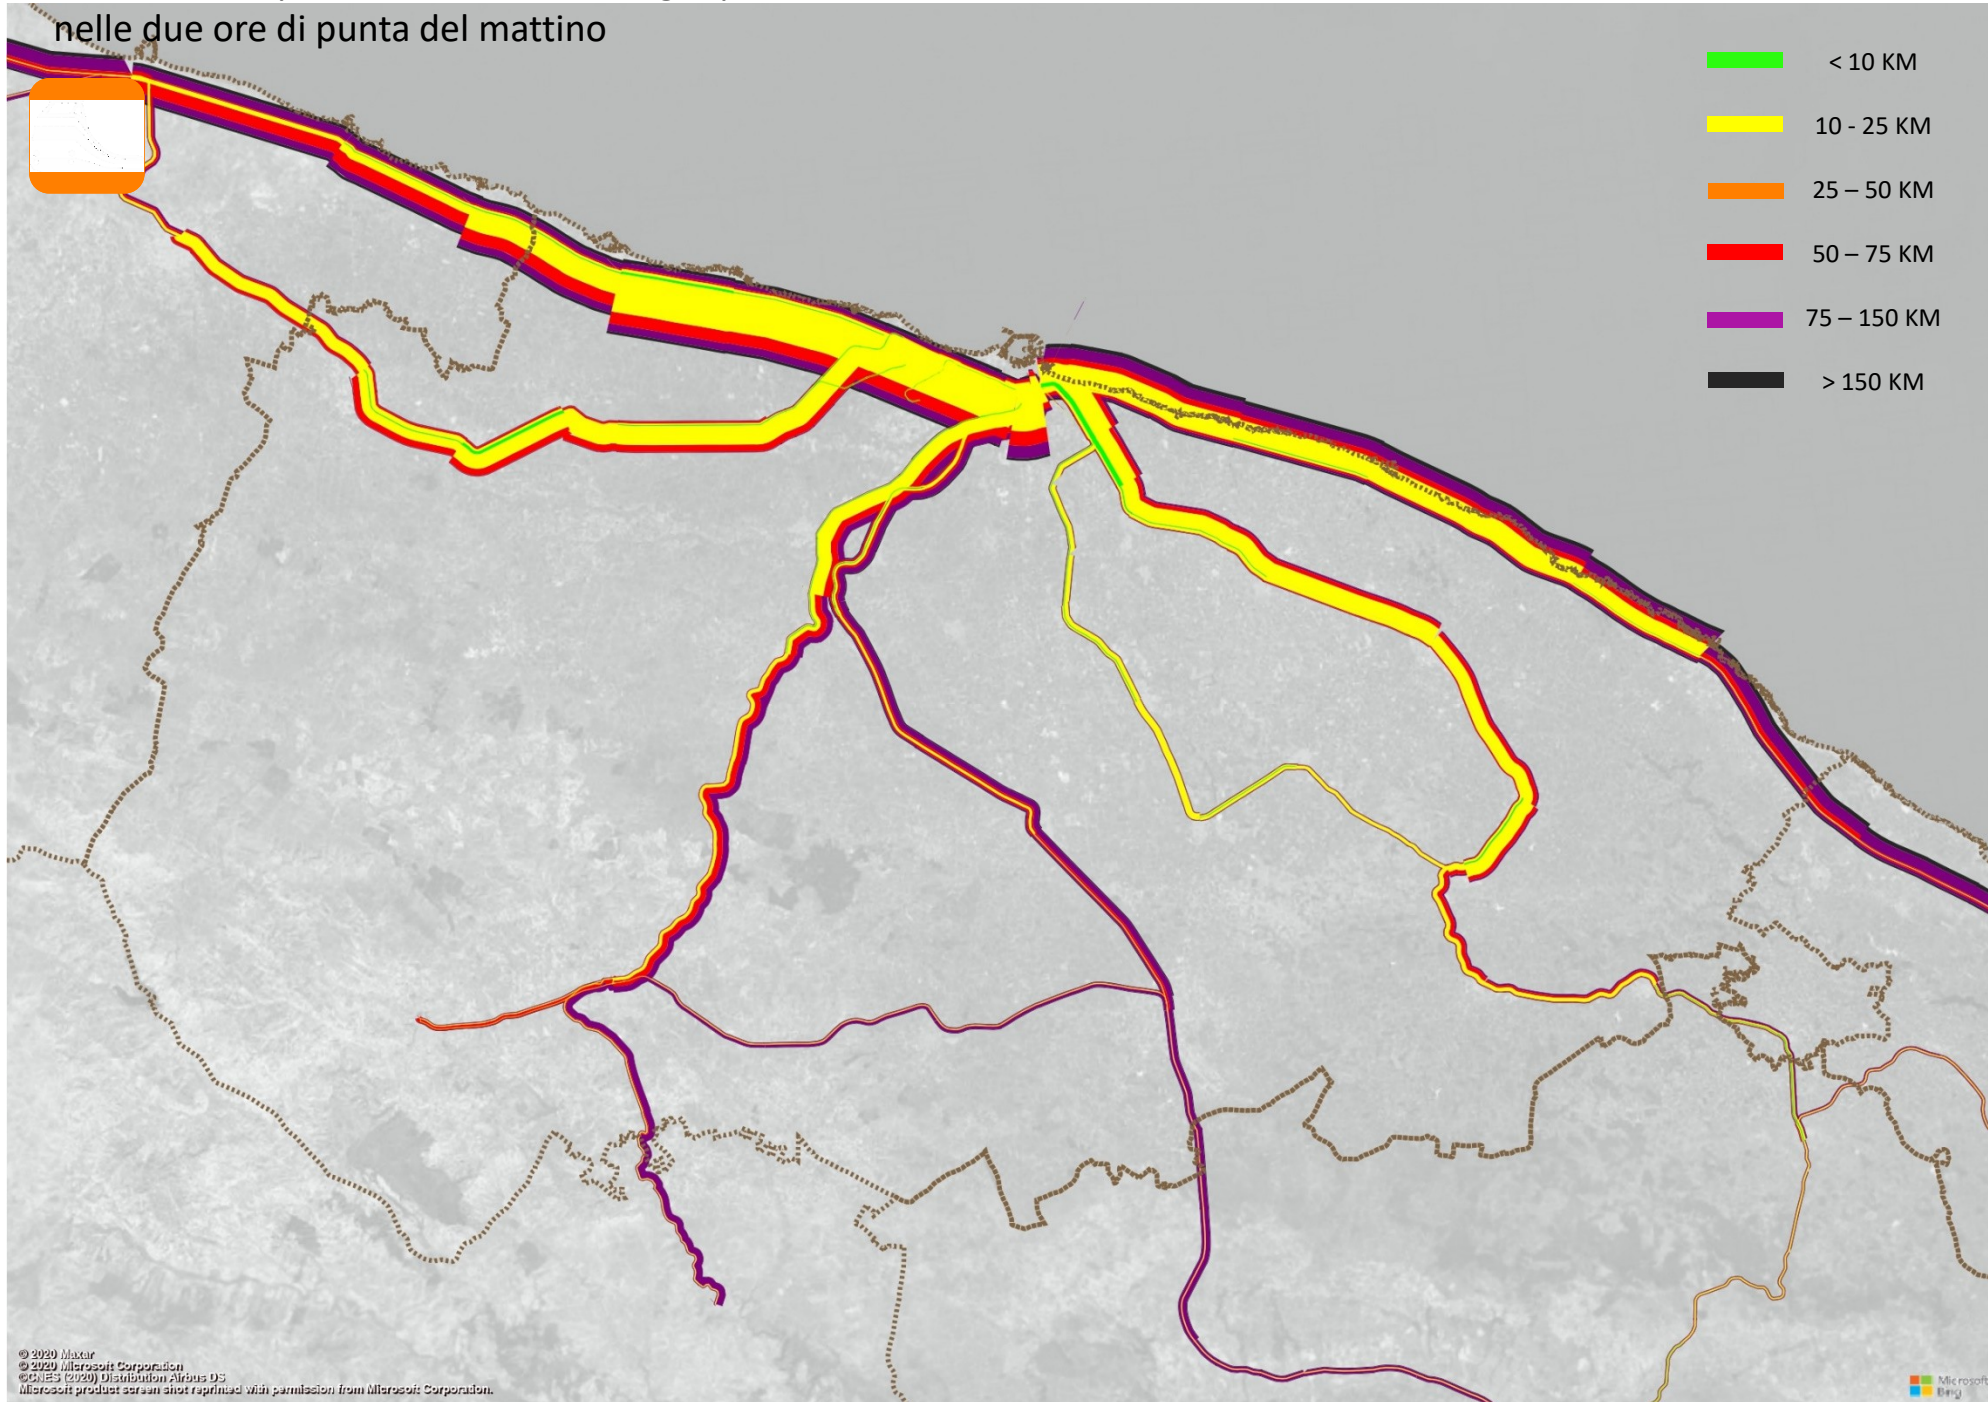 nelle due ore di punta del mattino
< 10 KM
10 - 25 KM
25 – 50 KM
50 – 75 KM
75 – 150 KM
> 150 KM
© 2020 Maxar
© 2020 Microsoft Corporation
©CNES (2020) Distribution Airbus DS
Microsoft product screen shot reprinted with permission from Microsoft Corporation.
Microsoft
Bing